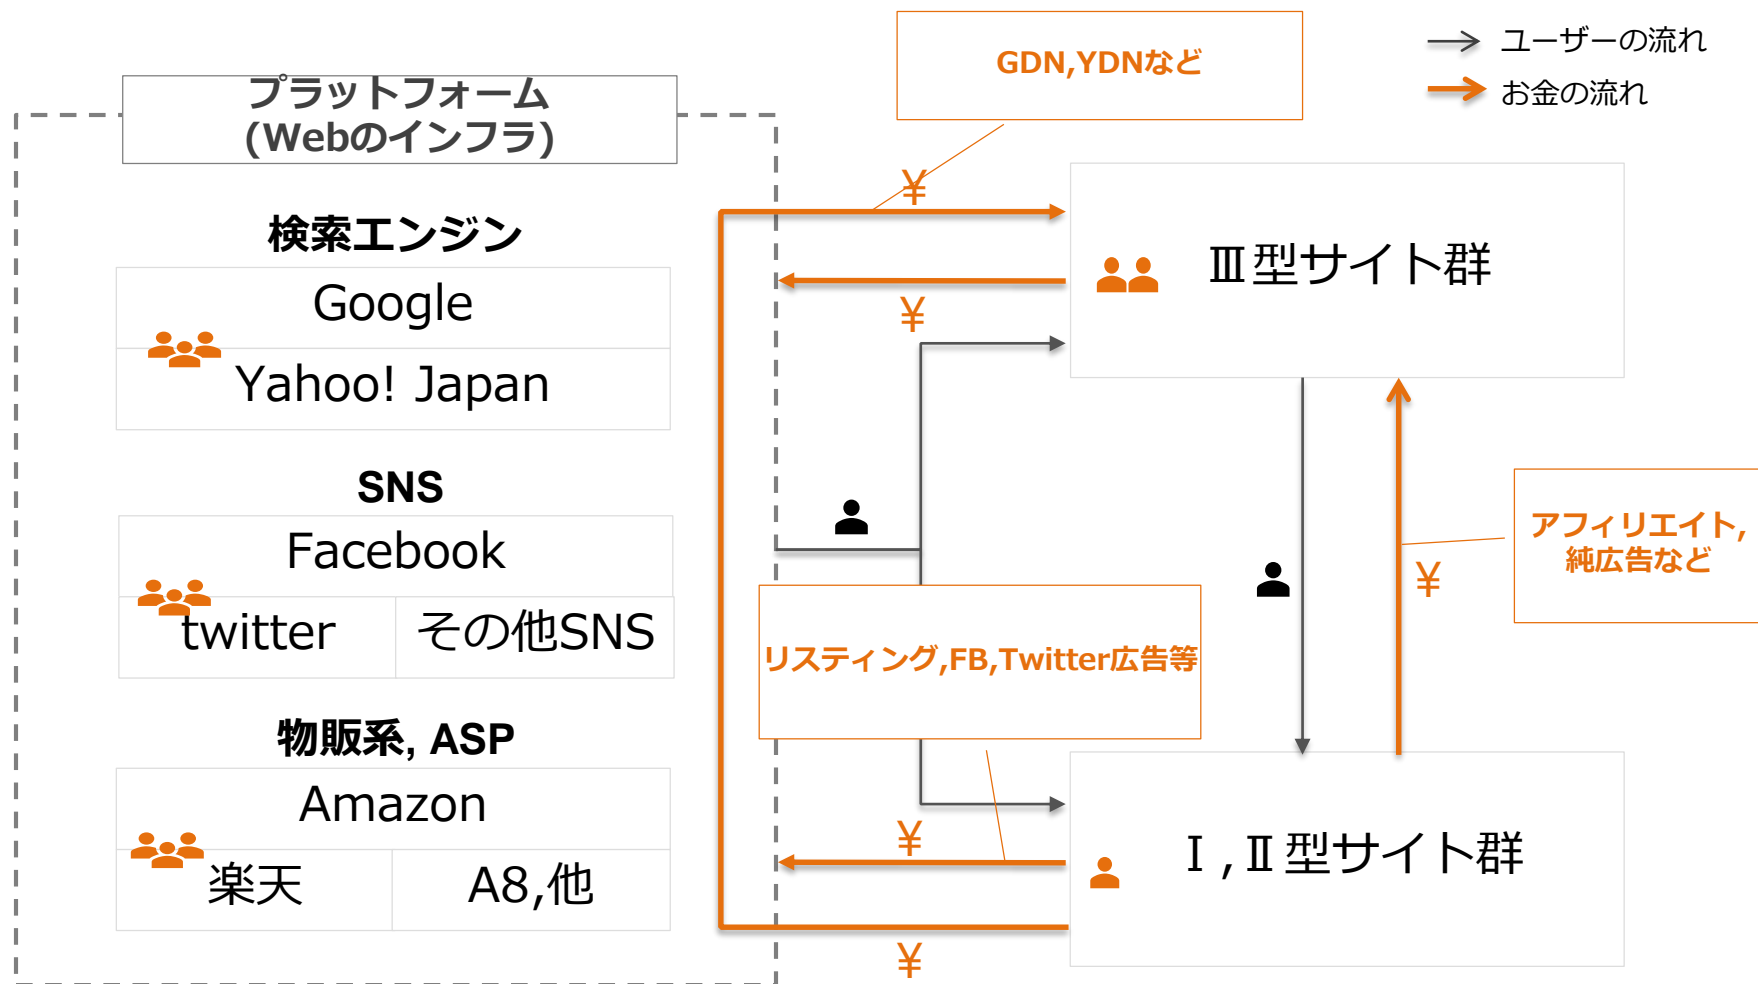 GDN,YDNなど
ユーザーの流れ
お金の流れ
プラットフォーム
(Webのインフラ)
検索エンジン
Google
Yahoo! Japan
SNS
Facebook
twitter
その他SNS
物販系, ASP
Amazon
楽天
A8,他
¥
¥
Ⅲ型サイト群
アフィリエイト,
純広告など
¥
リスティング,FB,Twitter広告等
¥
Ⅰ,Ⅱ型サイト群
¥